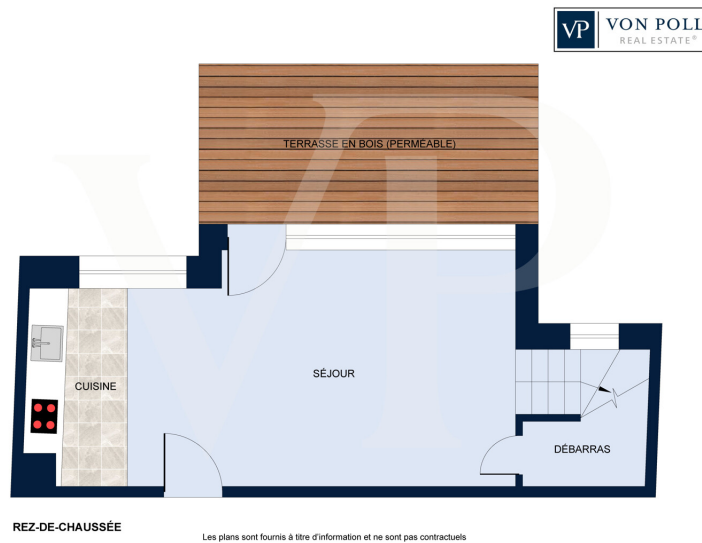 VP VON POLL
REAL ESTATE®
TERRASSE EN BOIS (PERMÉABLE)
CUISINE
SÉJOUR
DÉBARRAS
REZ-DE-CHAUSSÉE
Les plans sont fournis à titre d'information et ne sont pas contractuels